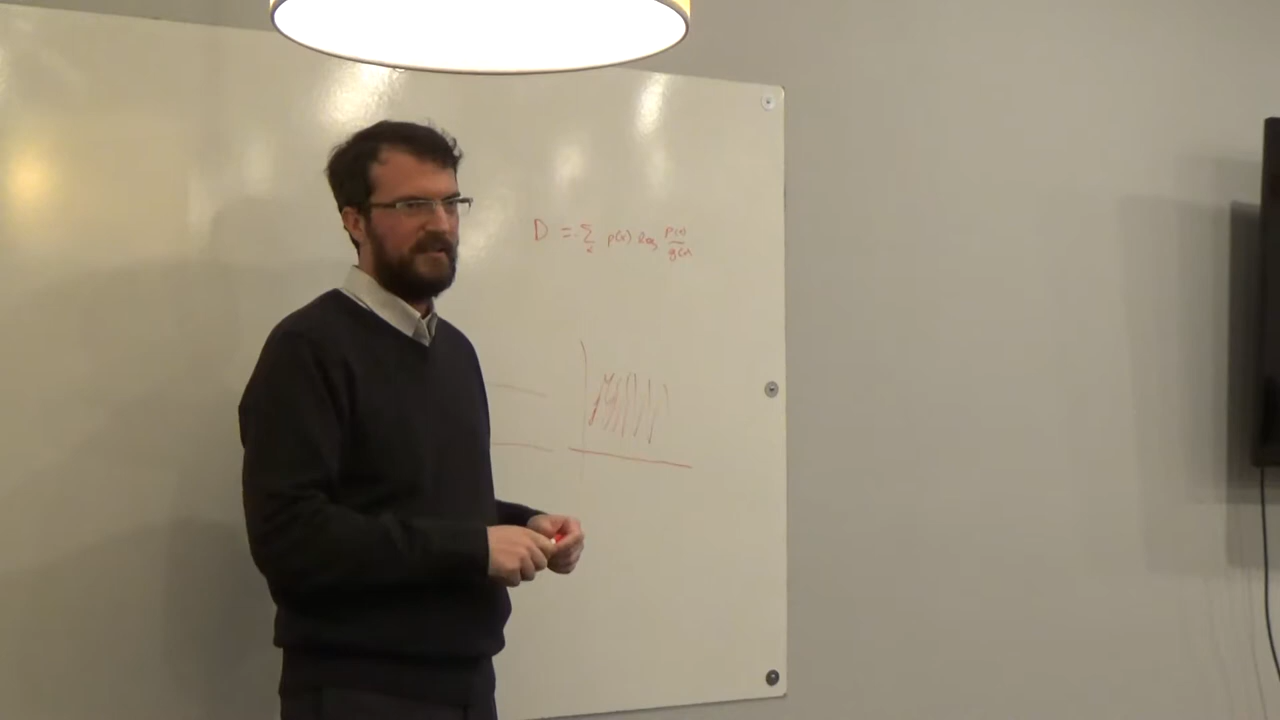 D = ∑ₓ p(x) log p(x)/q(x)